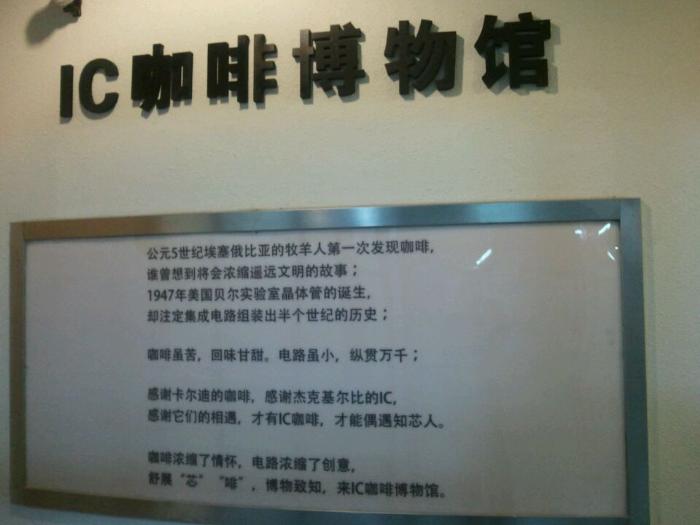 IC咖啡博物馆
公元5世纪埃塞俄比亚的牧羊人第一次发现咖啡,
谁曾想到将会浓缩遥远文明的故事；
1947年美国贝尔实验室晶体管的诞生,
却注定集成电路组装出半个世纪的历史；
咖啡虽苦，回味甘甜。电路虽小，纵贯万千；
感谢卡尔迪的咖啡，感谢杰克基尔比的IC,
感谢它们的相遇，才有IC咖啡，才能偶遇知芯人。
咖啡浓缩了情怀，电路浓缩了创意,
舒展“芯”“啡”，博物致知，来IC咖啡博物馆。